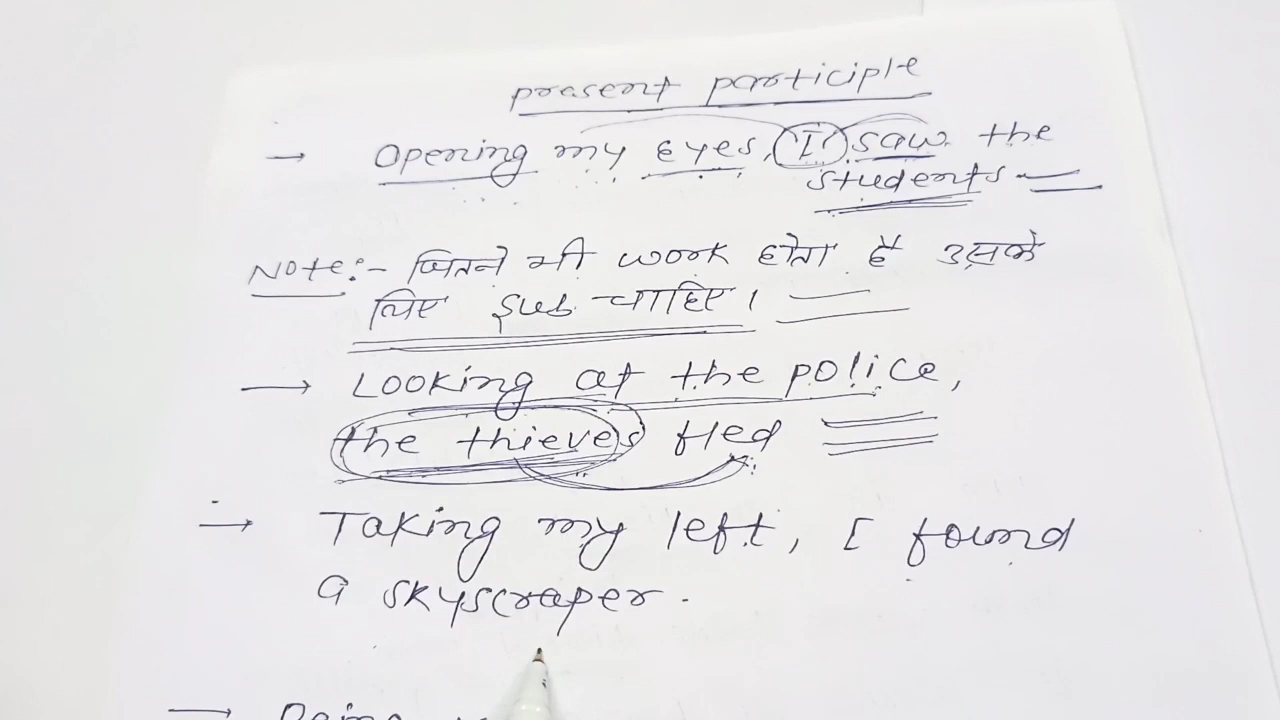 present participle
→ Opening my eyes, I saw the
students
Note:- जितने भी work होता है उसके
लिए sub चाहिए।
→ Looking at the police,
the thieves fled
→ Taking my left, I found
a skyscraper.
→ Being